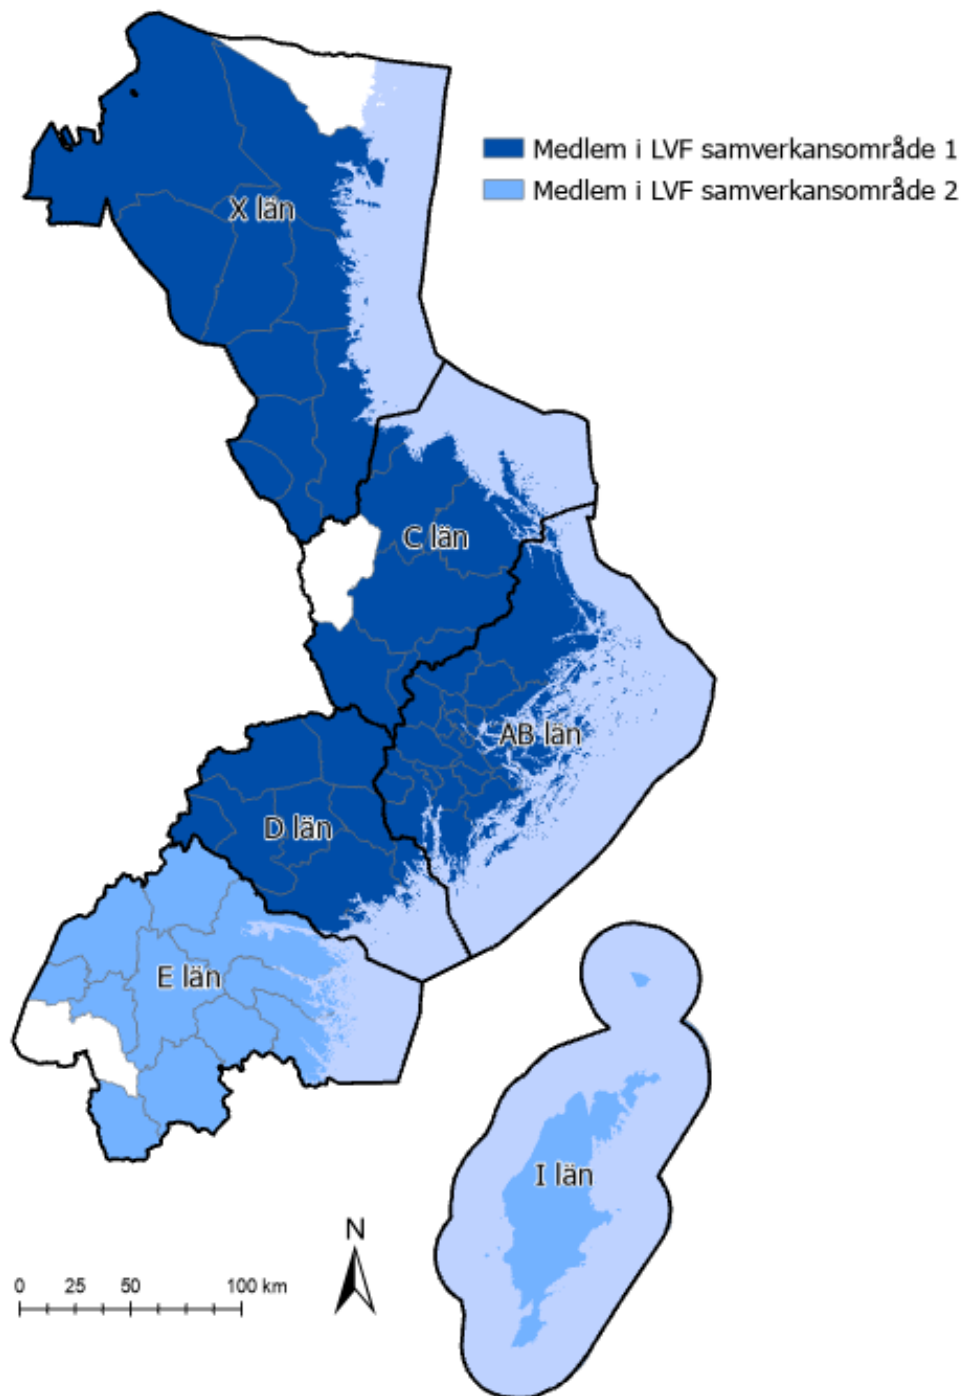 Medlem i LVF samverkansområde 1
Medlem i LVF samverkansområde 2
X län
C län
AB län
D län
E län
I län
N
0 25 50 100 km